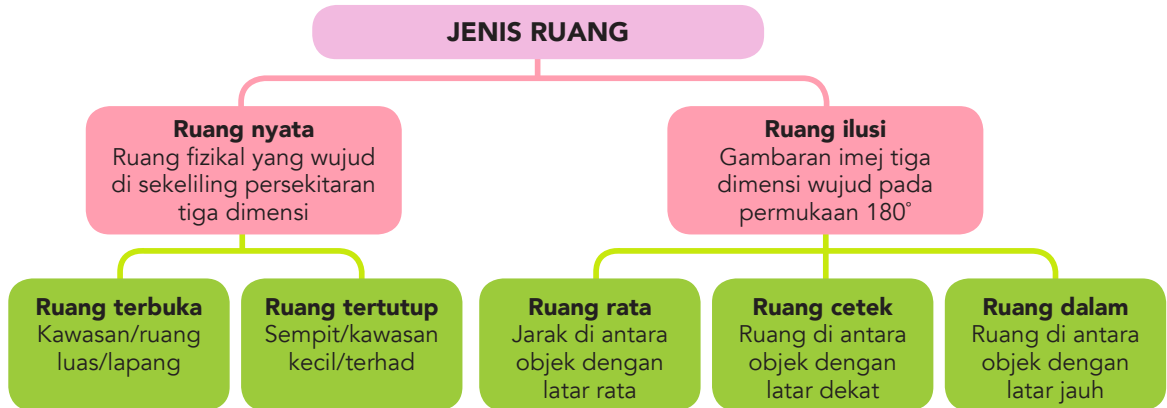 JENIS RUANG
Ruang nyata
Ruang fizikal yang wujud
di sekeliling persekitaran
tiga dimensi
Ruang ilusi
Gambaran imej tiga
dimensi wujud pada
permukaan 180˚
Ruang terbuka
Kawasan/ruang
luas/lapang
Ruang tertutup
Sempit/kawasan
kecil/terhad
Ruang rata
Jarak di antara
objek dengan
latar rata
Ruang cetek
Ruang di antara
objek dengan
latar dekat
Ruang dalam
Ruang di antara
objek dengan
latar jauh